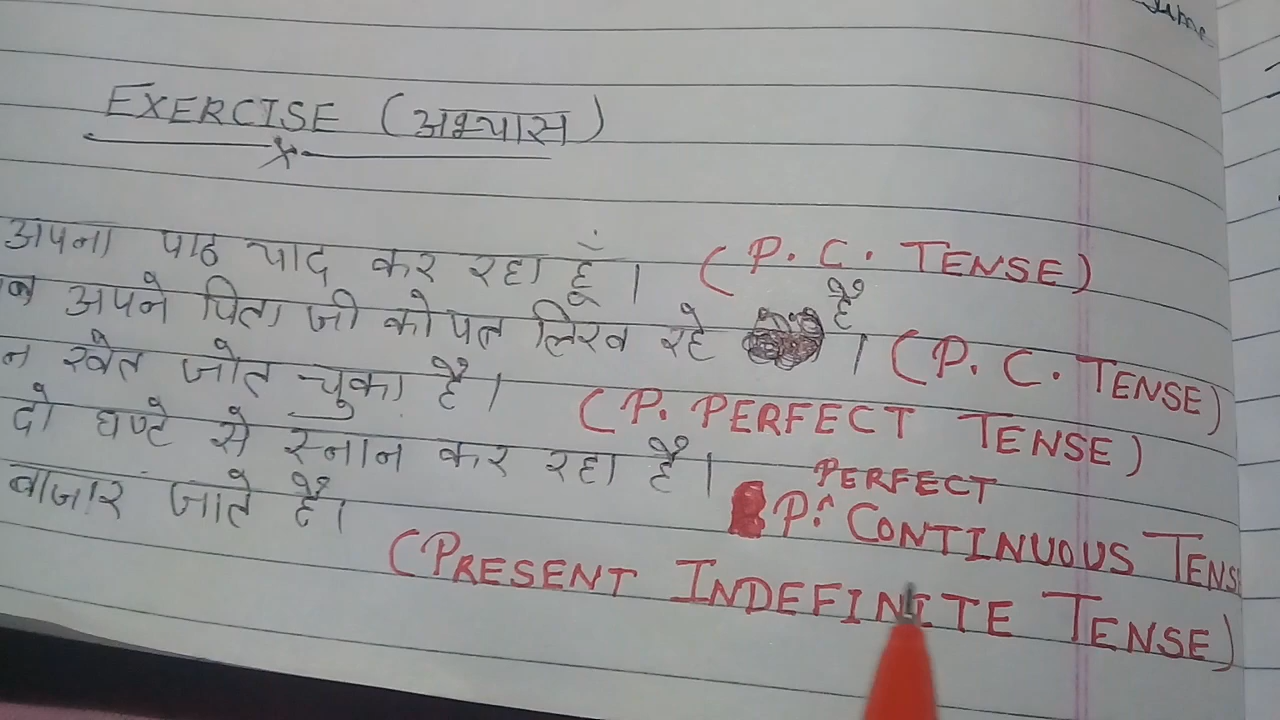 EXERCISE (अभ्यास)
अपना पाठ याद कर रहा हूँ। (P. C. TENSE)
अपने पिता जी को पत्र लिख रहे हैं। (P. C. TENSE)
न खेत जोत चुका है। (P. PERFECT TENSE)
दो घण्टे से स्नान कर रहा है। P. PERFECT CONTINUOUS TENS
बाजार जाते हैं।
(PRESENT INDEFINITE TENSE)